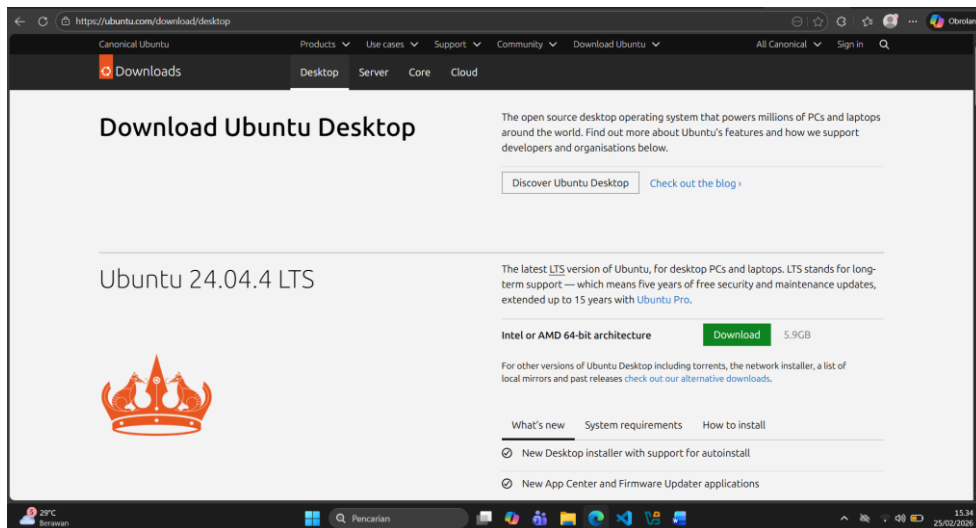 https://ubuntu.com/download/desktop
Obrolan
Canonical Ubuntu Products Use cases Support Community Download Ubuntu All Canonical Sign in
Downloads Desktop Server Core Cloud
Download Ubuntu Desktop
The open source desktop operating system that powers millions of PCs and laptops
around the world. Find out more about Ubuntu's features and how we support
developers and organisations below.
Discover Ubuntu Desktop Check out the blog ›
Ubuntu 24.04.4 LTS
The latest LTS version of Ubuntu, for desktop PCs and laptops. LTS stands for long-
term support — which means five years of free security and maintenance updates,
extended up to 15 years with Ubuntu Pro.
Intel or AMD 64-bit architecture Download 5.9GB
For other versions of Ubuntu Desktop including torrents, the network installer, a list of
local mirrors and past releases check out our alternative downloads.
What's new System requirements How to install
New Desktop installer with support for autoinstall
New App Center and Firmware Updater applications
5 29°C
Berawan
Pencarian
15.34
25/02/2026